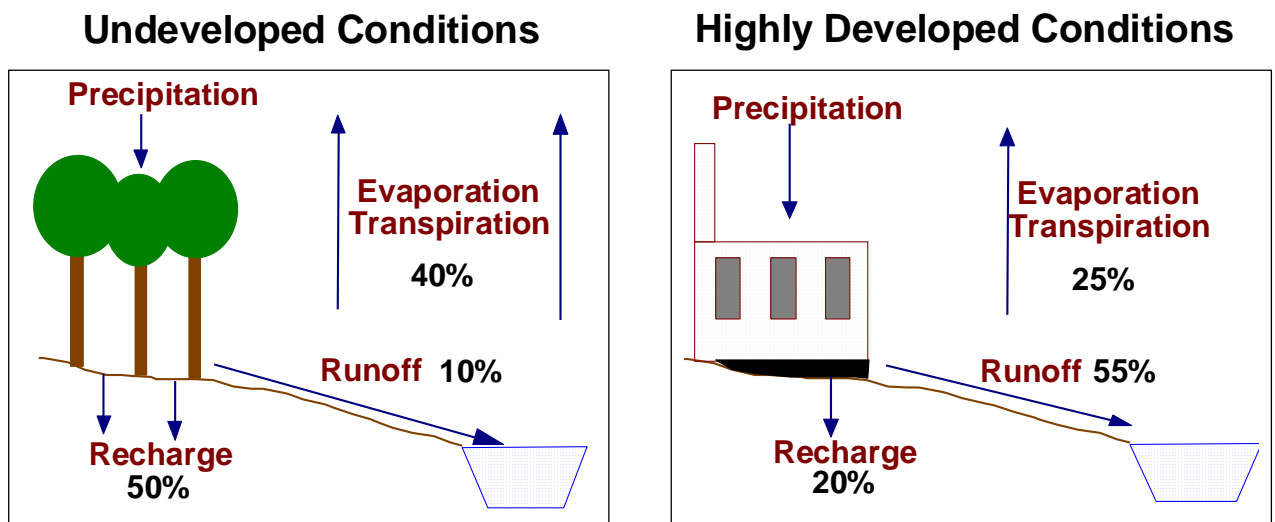 Undeveloped Conditions
Precipitation
Evaporation
Transpiration
40%
Runoff 10%
Recharge
50%
Highly Developed Conditions
Precipitation
Evaporation
Transpiration
25%
Runoff 55%
Recharge
20%